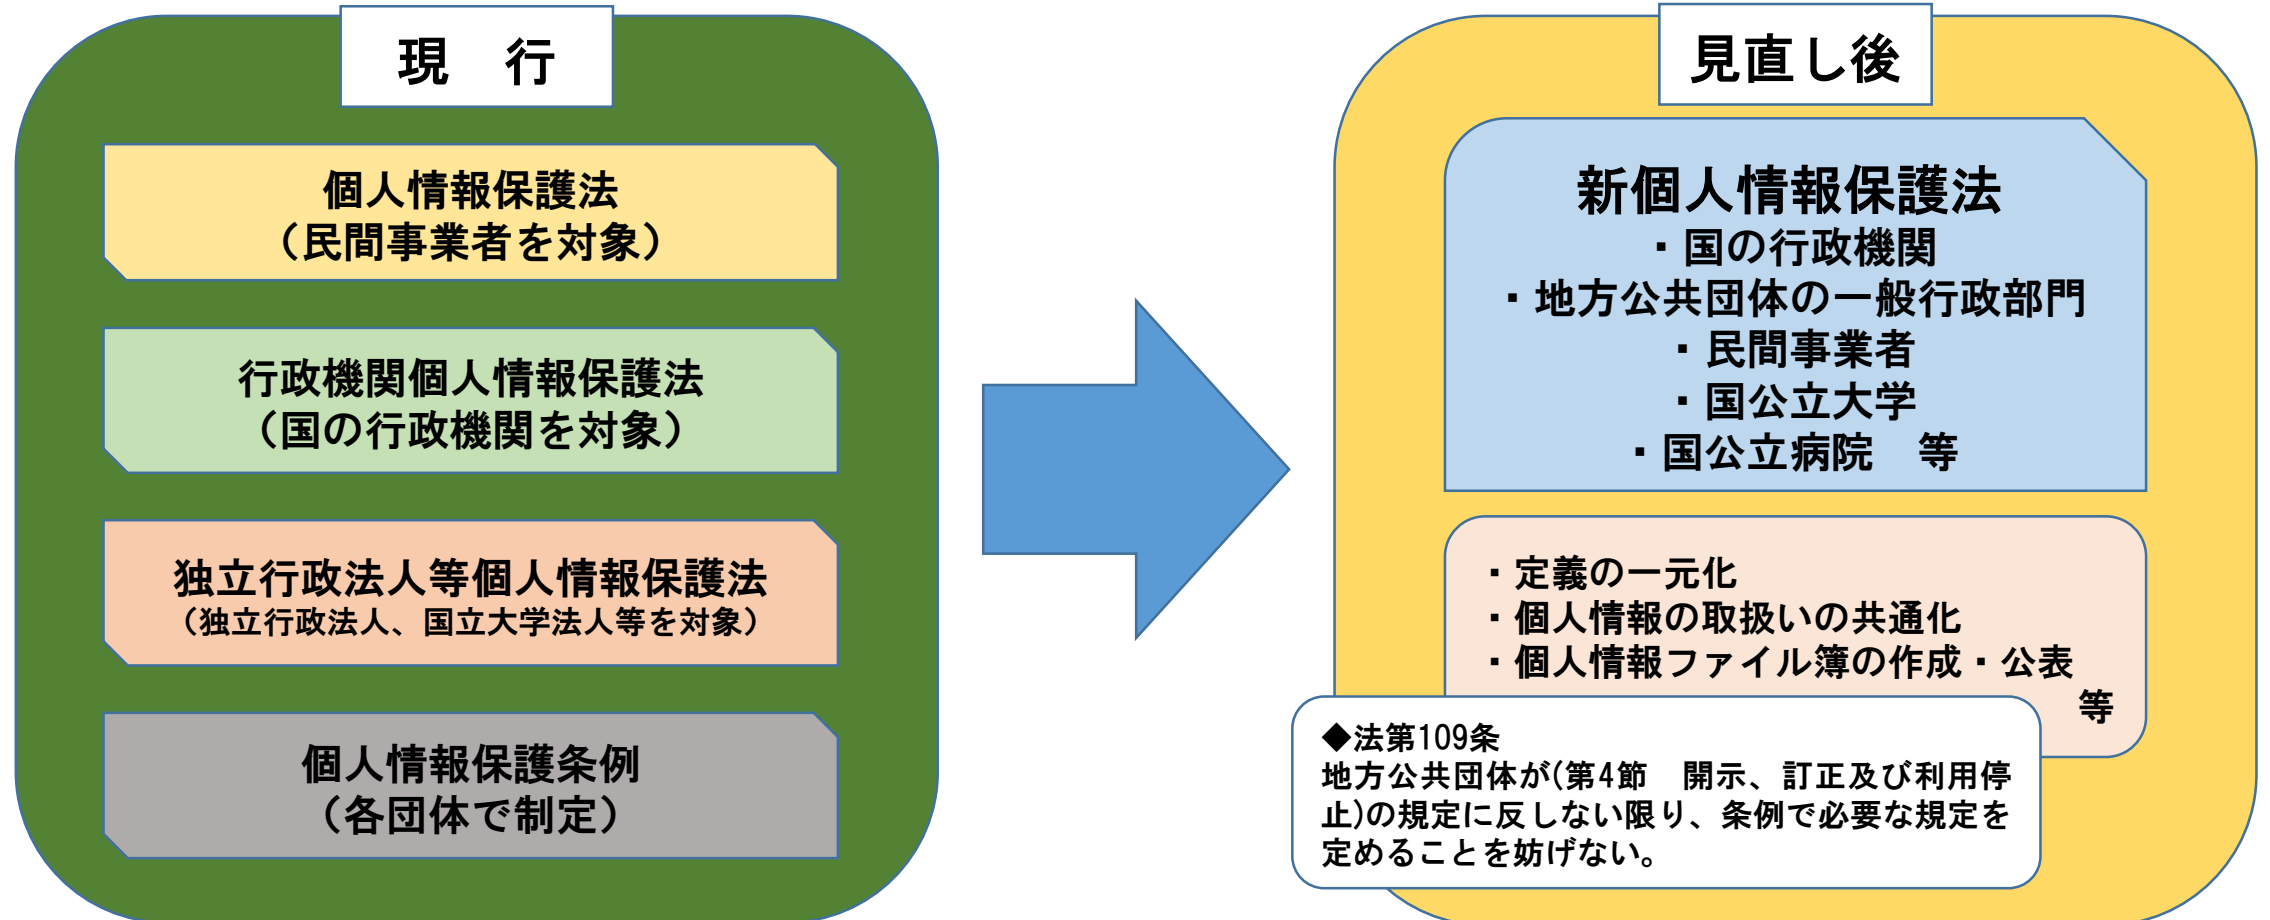 現　行
個人情報保護法
（民間事業者を対象）
行政機関個人情報保護法
（国の行政機関を対象）
独立行政法人等個人情報保護法
（独立行政法人、国立大学法人等を対象）
個人情報保護条例
（各団体で制定）
見直し後
新個人情報保護法
・国の行政機関
・地方公共団体の一般行政部門
・民間事業者
・国公立大学
・国公立病院　等
・定義の一元化
・個人情報の取扱いの共通化
・個人情報ファイル簿の作成・公表
等
◆法第109条
地方公共団体が(第4節　開示、訂正及び利用停
止)の規定に反しない限り、条例で必要な規定を
定めることを妨げない。